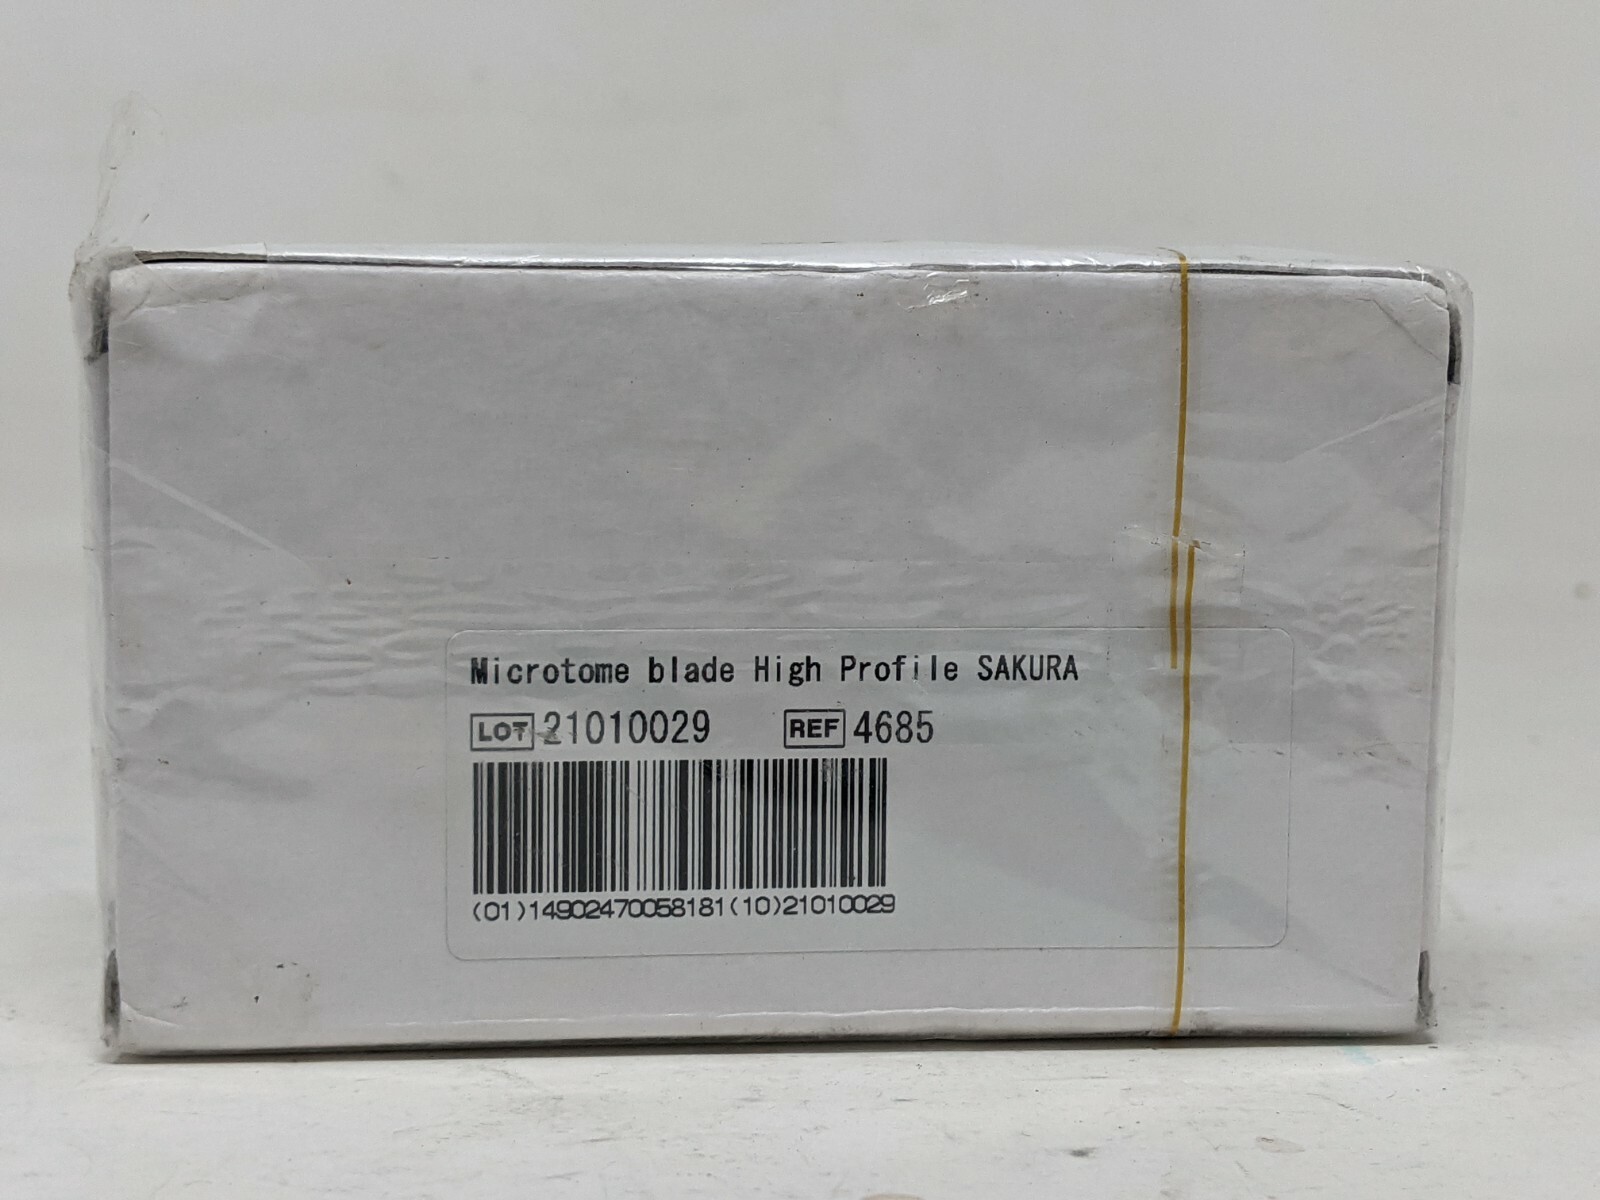 Microtome blade High Profile SAKURA
LOT 21010029 REF 4685
(01)14902470058181(10)21010029